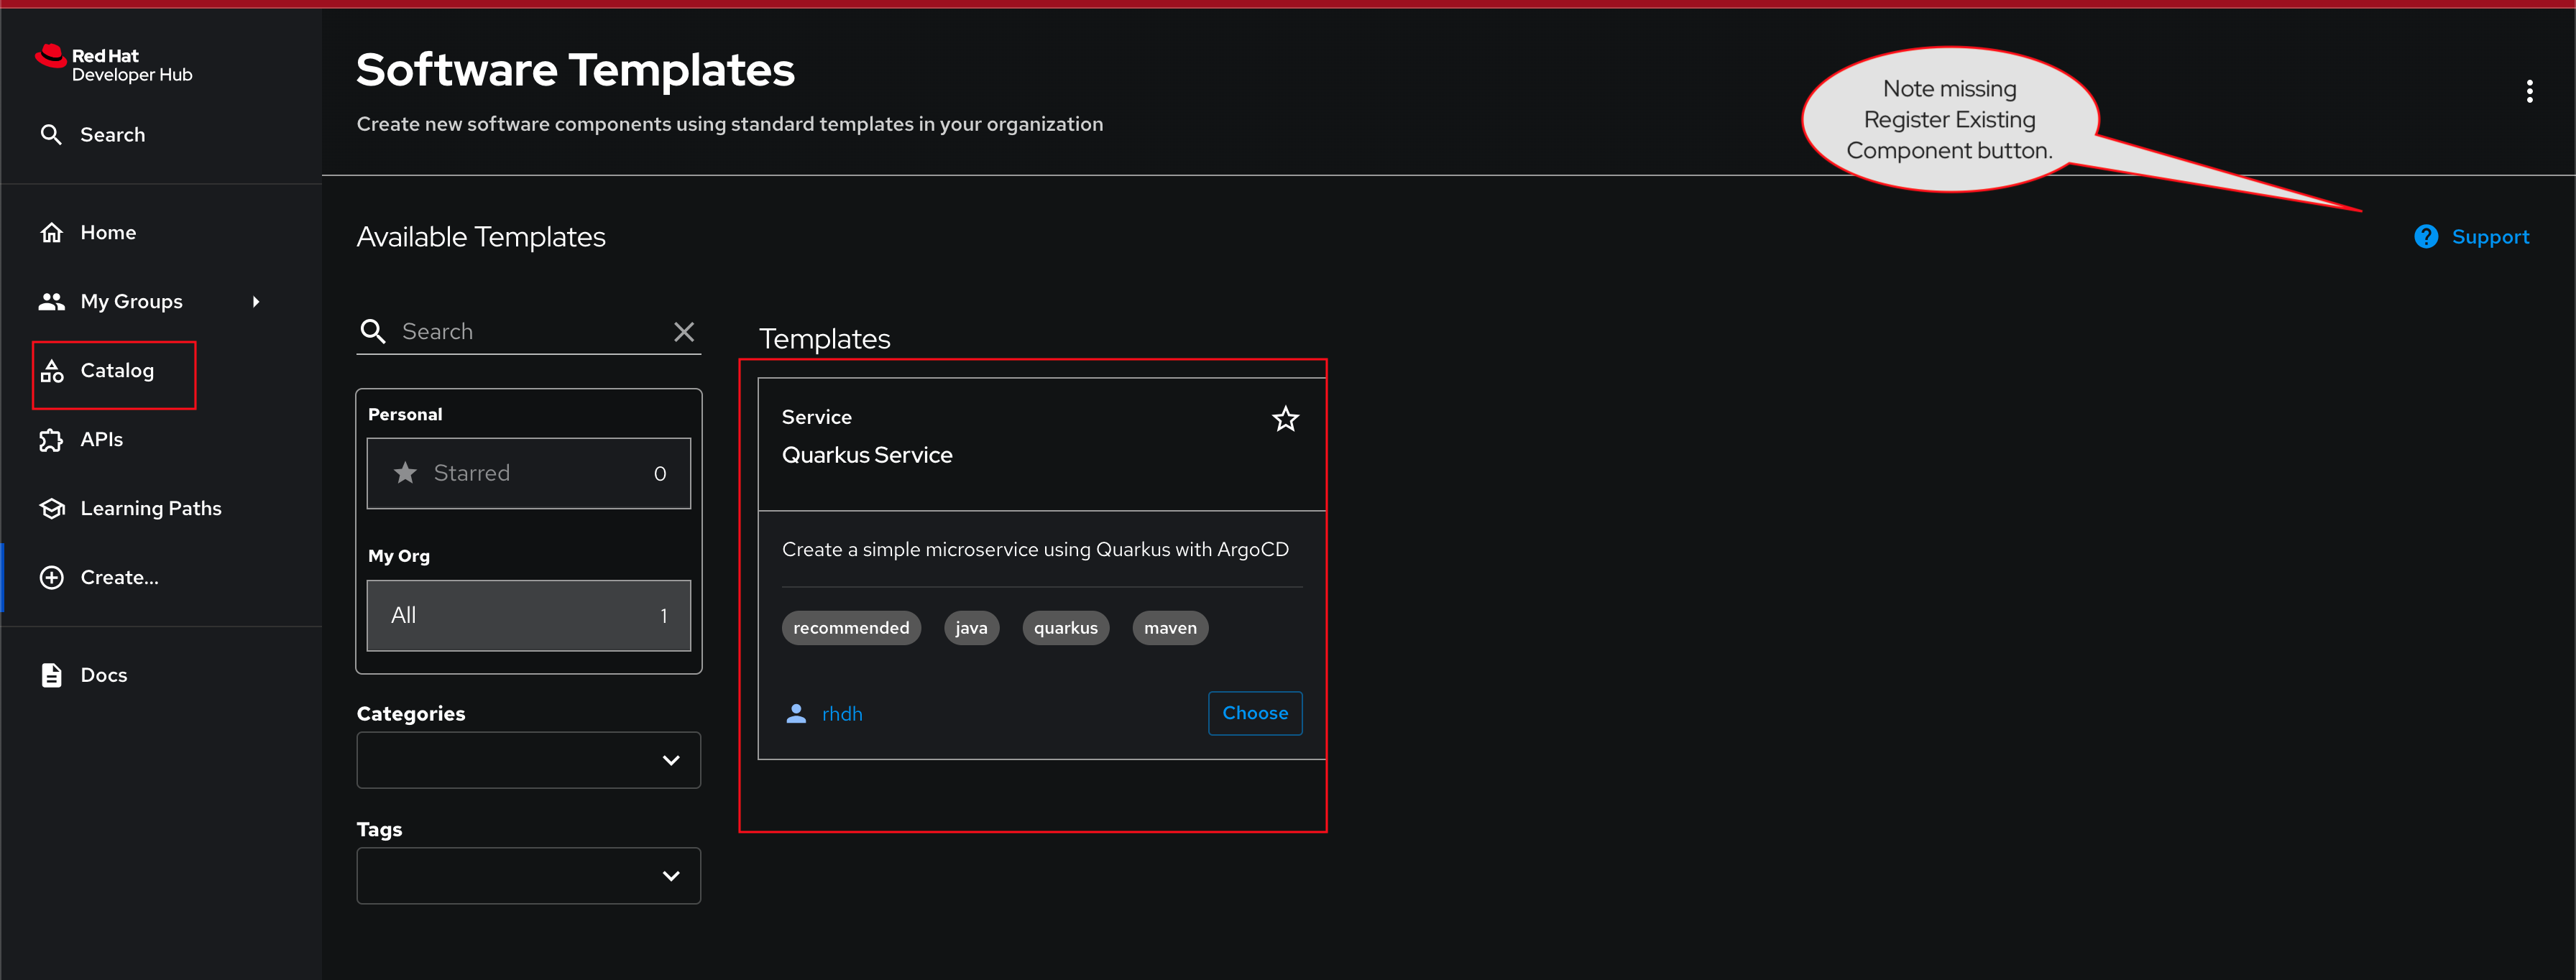 Red Hat
Developer Hub
Search
Home
My Groups
Catalog
APIs
Learning Paths
Create...
Docs
Software Templates
Create new software components using standard templates in your organization
Note missing
Register Existing
Component button.
Available Templates
Support
Search
Personal
Starred 0
My Org
All 1
Categories
Tags
Templates
Service
Quarkus Service
Create a simple microservice using Quarkus with ArgoCD
recommended java quarkus maven
rhdh Choose